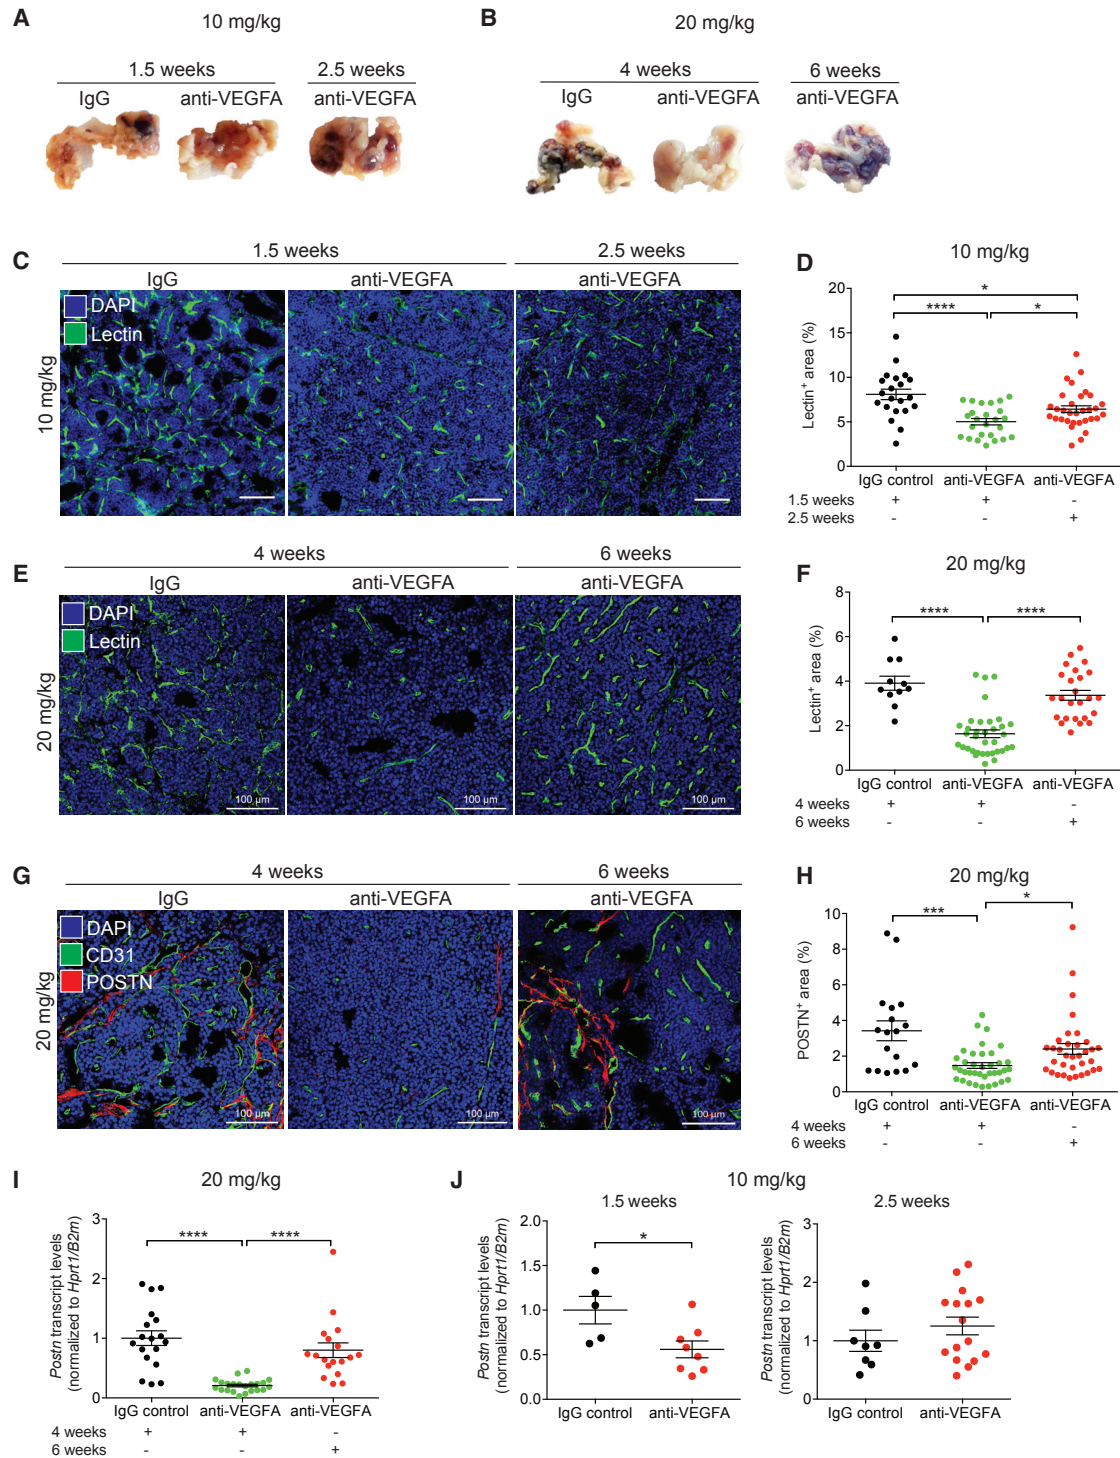 A
10 mg/kg
1.5 weeks 2.5 weeks
IgG anti-VEGFA anti-VEGFA
B
20 mg/kg
4 weeks 6 weeks
IgG anti-VEGFA anti-VEGFA
C
1.5 weeks 2.5 weeks
IgG anti-VEGFA anti-VEGFA
10 mg/kg
DAPI
Lectin
D
10 mg/kg
Lectin+ area (%)
20
15
10
5
0
* 
**** *
IgG control anti-VEGFA anti-VEGFA
1.5 weeks + + -
2.5 weeks - - +
E
4 weeks 6 weeks
IgG anti-VEGFA anti-VEGFA
20 mg/kg
DAPI
Lectin
100 µm 100 µm 100 µm
F
20 mg/kg
Lectin+ area (%)
8
6
4
2
0
**** ****
IgG control anti-VEGFA anti-VEGFA
4 weeks + + -
6 weeks - - +
G
4 weeks 6 weeks
IgG anti-VEGFA anti-VEGFA
20 mg/kg
DAPI
CD31
POSTN
100 µm 100 µm 100 µm
H
20 mg/kg
POSTN+ area (%)
10
8
6
4
2
0
*** *
IgG control anti-VEGFA anti-VEGFA
4 weeks + + -
6 weeks - - +
I
20 mg/kg
Postn transcript levels
(normalized to Hprt1/B2m)
3
2
1
0
**** ****
IgG control anti-VEGFA anti-VEGFA
4 weeks + + -
6 weeks - - +
J
10 mg/kg
1.5 weeks
Postn transcript levels
(normalized to Hprt1/B2m)
2.0
1.5
1.0
0.5
0.0
*
IgG control anti-VEGFA
2.5 weeks
Postn transcript levels
(normalized to Hprt1/B2m)
3
2
1
0
IgG control anti-VEGFA